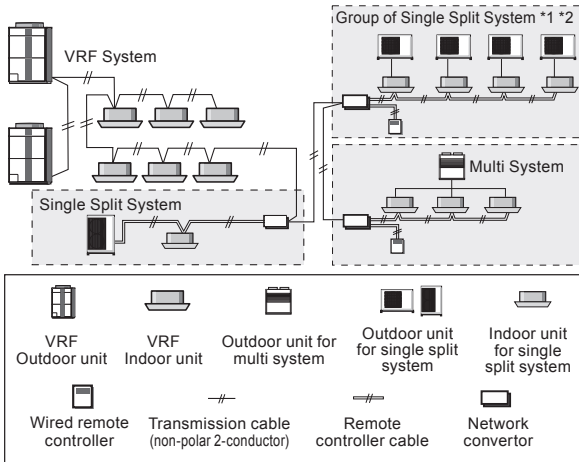 VRF System
Group of Single Split System *1 *2
Multi System
Single Split System
VRF
Outdoor unit
VRF
Indoor unit
Outdoor unit for
multi system
Outdoor unit
for single split
system
Indoor unit
for single
split system
Wired remote
controller
Transmission cable
(non-polar 2-conductor)
Remote
controller cable
Network
convertor